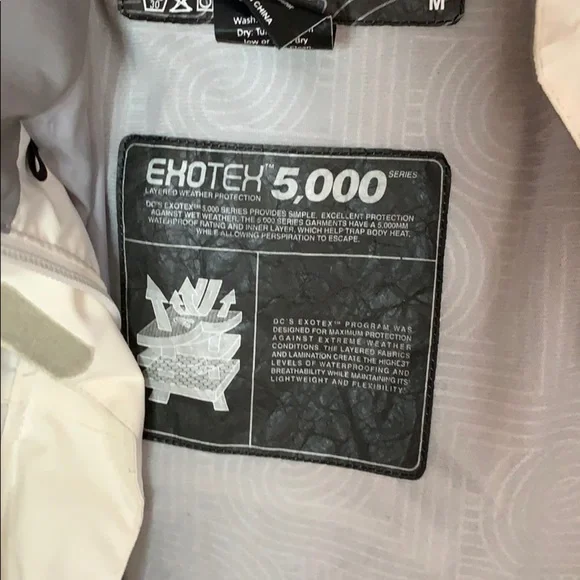 30
CHINA
M
Wash:
Dry: Tu
low or
dry
EXOTEX™ 5,000 SERIES
LAYERED WEATHER PROTECTION
DC'S EXOTEX™ 5,000 SERIES PROVIDES SIMPLE, EXCELLENT PROTECTION
AGAINST WET WEATHER. THE 5,000 SERIES GARMENTS HAVE A 5,000MM
WATERPROOF RATING AND INNER LAYER, WHICH HELP TRAP BODY HEAT,
WHILE ALLOWING PERSPIRATION TO ESCAPE.
DC'S EXOTEX™ PROGRAM WAS
DESIGNED FOR MAXIMUM PROTECTION
AGAINST EXTREME WEATHER
CONDITIONS. THE LAYERED FABRICS
AND LAMINATION CREATE THE HIGHEST
LEVELS OF WATERPROOFING AND
BREATHABILITY WHILE MAINTAINING ITS
LIGHTWEIGHT AND FLEXIBILITY.